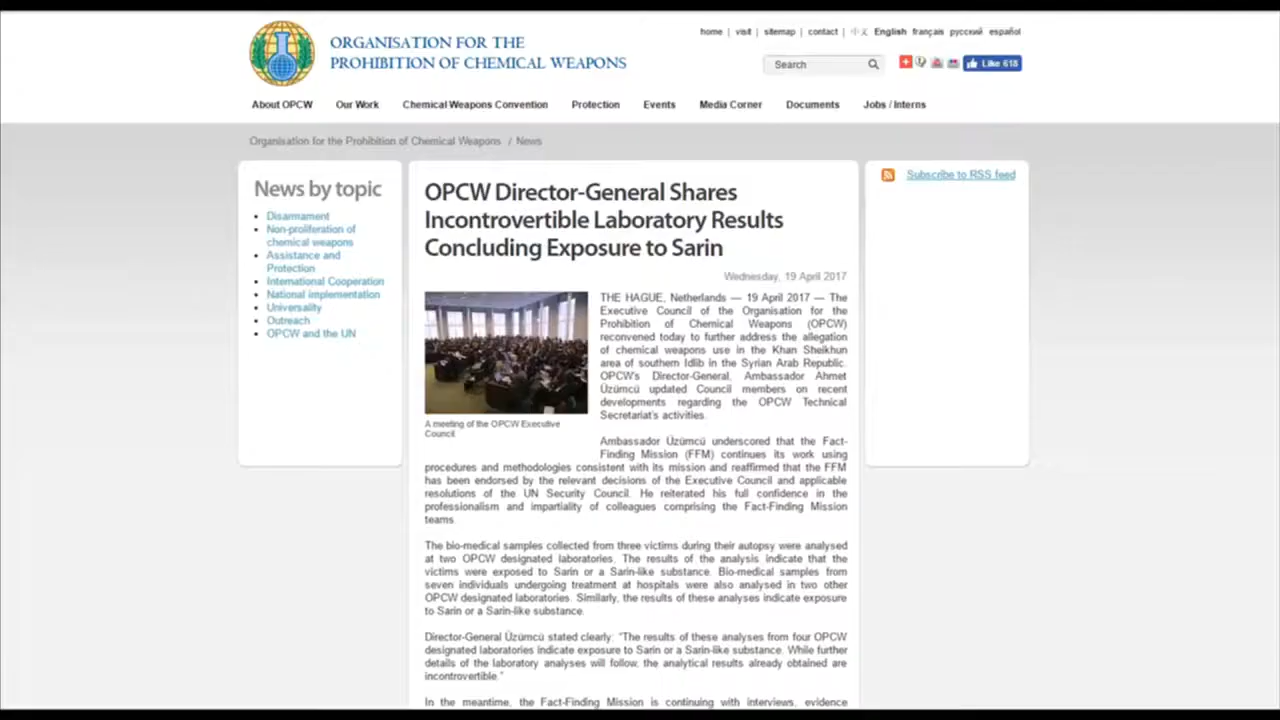 ORGANISATION FOR THE
PROHIBITION OF CHEMICAL WEAPONS
home | visit | sitemap | contact | 中文 English français русский español
Search
Like 618
About OPCW Our Work Chemical Weapons Convention Protection Events Media Corner Documents Jobs / Interns
Organisation for the Prohibition of Chemical Weapons / News
News by topic
Disarmament
Non-proliferation of
chemical weapons
Assistance and
Protection
International Cooperation
National implementation
Universality
Outreach
OPCW and the UN
OPCW Director-General Shares
Incontrovertible Laboratory Results
Concluding Exposure to Sarin
Wednesday, 19 April 2017
A meeting of the OPCW Executive
Council
THE HAGUE, Netherlands — 19 April 2017 — The
Executive Council of the Organisation for the
Prohibition of Chemical Weapons (OPCW)
reconvened today to further address the allegation
of chemical weapons use in the Khan Sheikhun
area of southern Idlib in the Syrian Arab Republic.
OPCW's Director-General, Ambassador Ahmet
Üzümcü updated Council members on recent
developments regarding the OPCW Technical
Secretariat's activities.
Ambassador Üzümcü underscored that the Fact-
Finding Mission (FFM) continues its work using
procedures and methodologies consistent with its mission and reaffirmed that the FFM
has been endorsed by the relevant decisions of the Executive Council and applicable
resolutions of the UN Security Council. He reiterated his full confidence in the
professionalism and impartiality of colleagues comprising the Fact-Finding Mission
teams.
The bio-medical samples collected from three victims during their autopsy were analysed
at two OPCW designated laboratories. The results of the analysis indicate that the
victims were exposed to Sarin or a Sarin-like substance. Bio-medical samples from
seven individuals undergoing treatment at hospitals were also analysed in two other
OPCW designated laboratories. Similarly, the results of these analyses indicate exposure
to Sarin or a Sarin-like substance.
Director-General Üzümcü stated clearly: "The results of these analyses from four OPCW
designated laboratories indicate exposure to Sarin or a Sarin-like substance. While further
details of the laboratory analyses will follow, the analytical results already obtained are
incontrovertible."
In the meantime, the Fact-Finding Mission is continuing with interviews, evidence
Subscribe to RSS feed